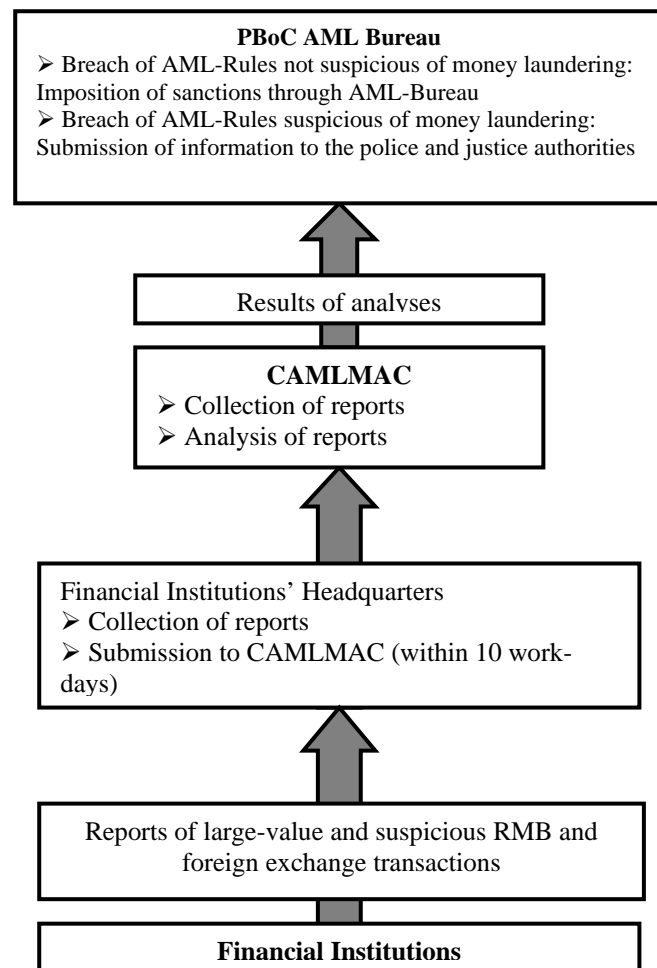 PBoC AML Bureau
➢ Breach of AML-Rules not suspicious of money laundering:
Imposition of sanctions through AML-Bureau
➢ Breach of AML-Rules suspicious of money laundering:
Submission of information to the police and justice authorities
Results of analyses
CAMLMAC
➢ Collection of reports
➢ Analysis of reports
Financial Institutions’ Headquarters
➢ Collection of reports
➢ Submission to CAMLMAC (within 10 work-
days)
Reports of large-value and suspicious RMB and
foreign exchange transactions
Financial Institutions